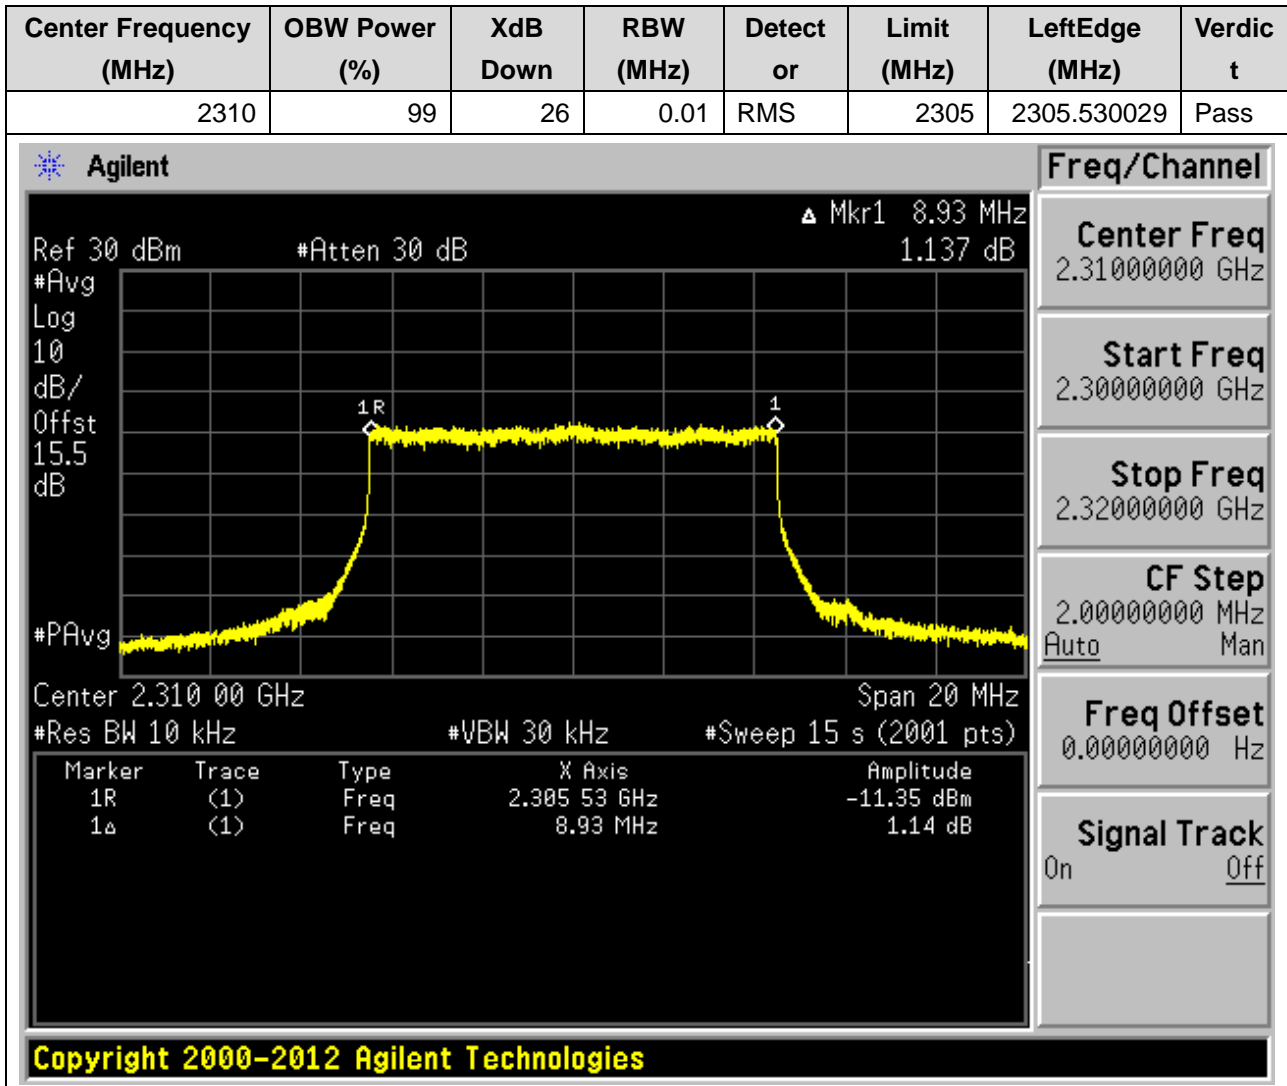 Center Frequency OBW Power XdB RBW Detect Limit LeftEdge Verdic
(MHz) (%) Down (MHz) or (MHz) (MHz) t
2310 99 26 0.01 RMS 2305 2305.530029 Pass
Agilent
Freq/Channel
Δ Mkr1 8.93 MHz
Ref 30 dBm #Atten 30 dB 1.137 dB
#Avg
Log
10
dB/
Offst
15.5
dB
1R
1
#PAvg
Center 2.310 00 GHz Span 20 MHz
#Res BW 10 kHz #VBW 30 kHz #Sweep 15 s (2001 pts)
Marker Trace Type X Axis Amplitude
1R (1) Freq 2.305 53 GHz -11.35 dBm
1Δ (1) Freq 8.93 MHz 1.14 dB
Center Freq
2.31000000 GHz
Start Freq
2.30000000 GHz
Stop Freq
2.32000000 GHz
CF Step
2.00000000 MHz
Auto Man
Freq Offset
0.00000000 Hz
Signal Track
On Off
Copyright 2000-2012 Agilent Technologies